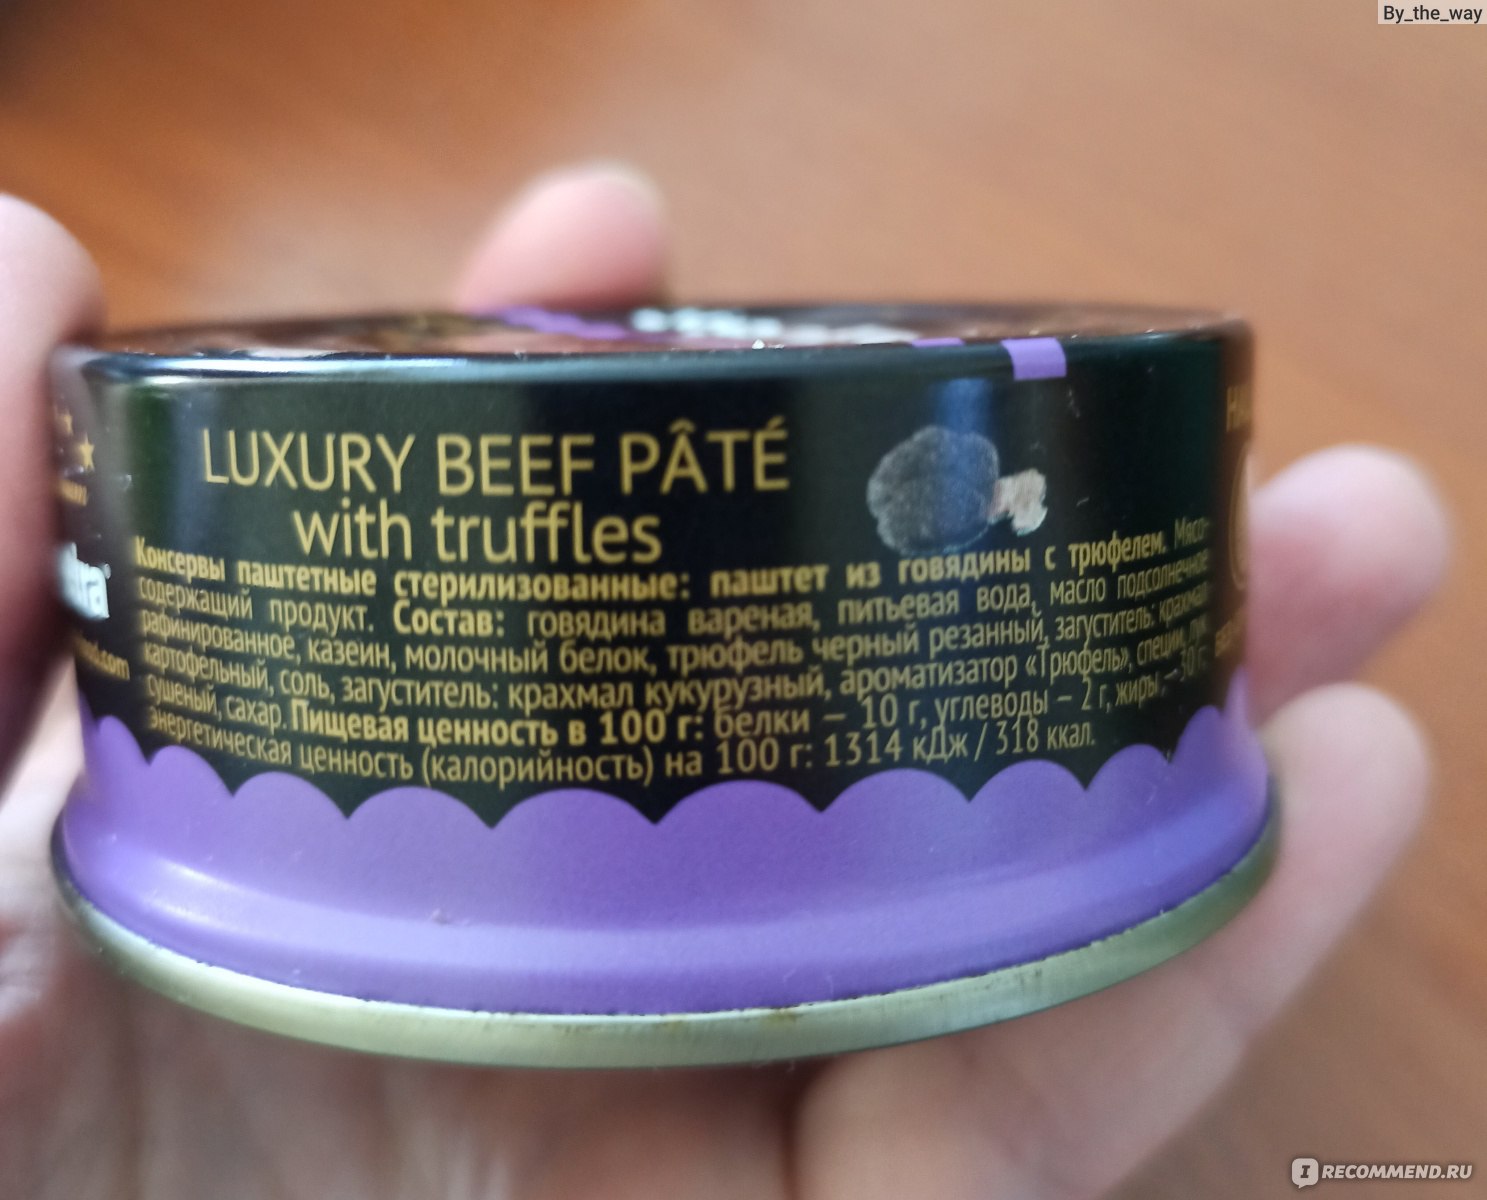 By_the_way
LUXURY BEEF PÂTÉ
with truffles
Консервы паштетные стерилизованные: паштет из говядины с трюфелем. Мясо-
содержащий продукт. Состав: говядина вареная, питьевая вода, масло подсолнечное
рафинированное, казеин, молочный белок, трюфель черный резанный, загуститель: крахмал
картофельный, соль, загуститель: крахмал кукурузный, ароматизатор «Трюфель», специи, лук
сушеный, сахар. Пищевая ценность в 100 г: белки – 10 г, углеводы – 2 г, жиры – 30 г,
энергетическая ценность (калорийность) на 100 г: 1314 кДж / 318 ккал.
IRECOMMEND.RU